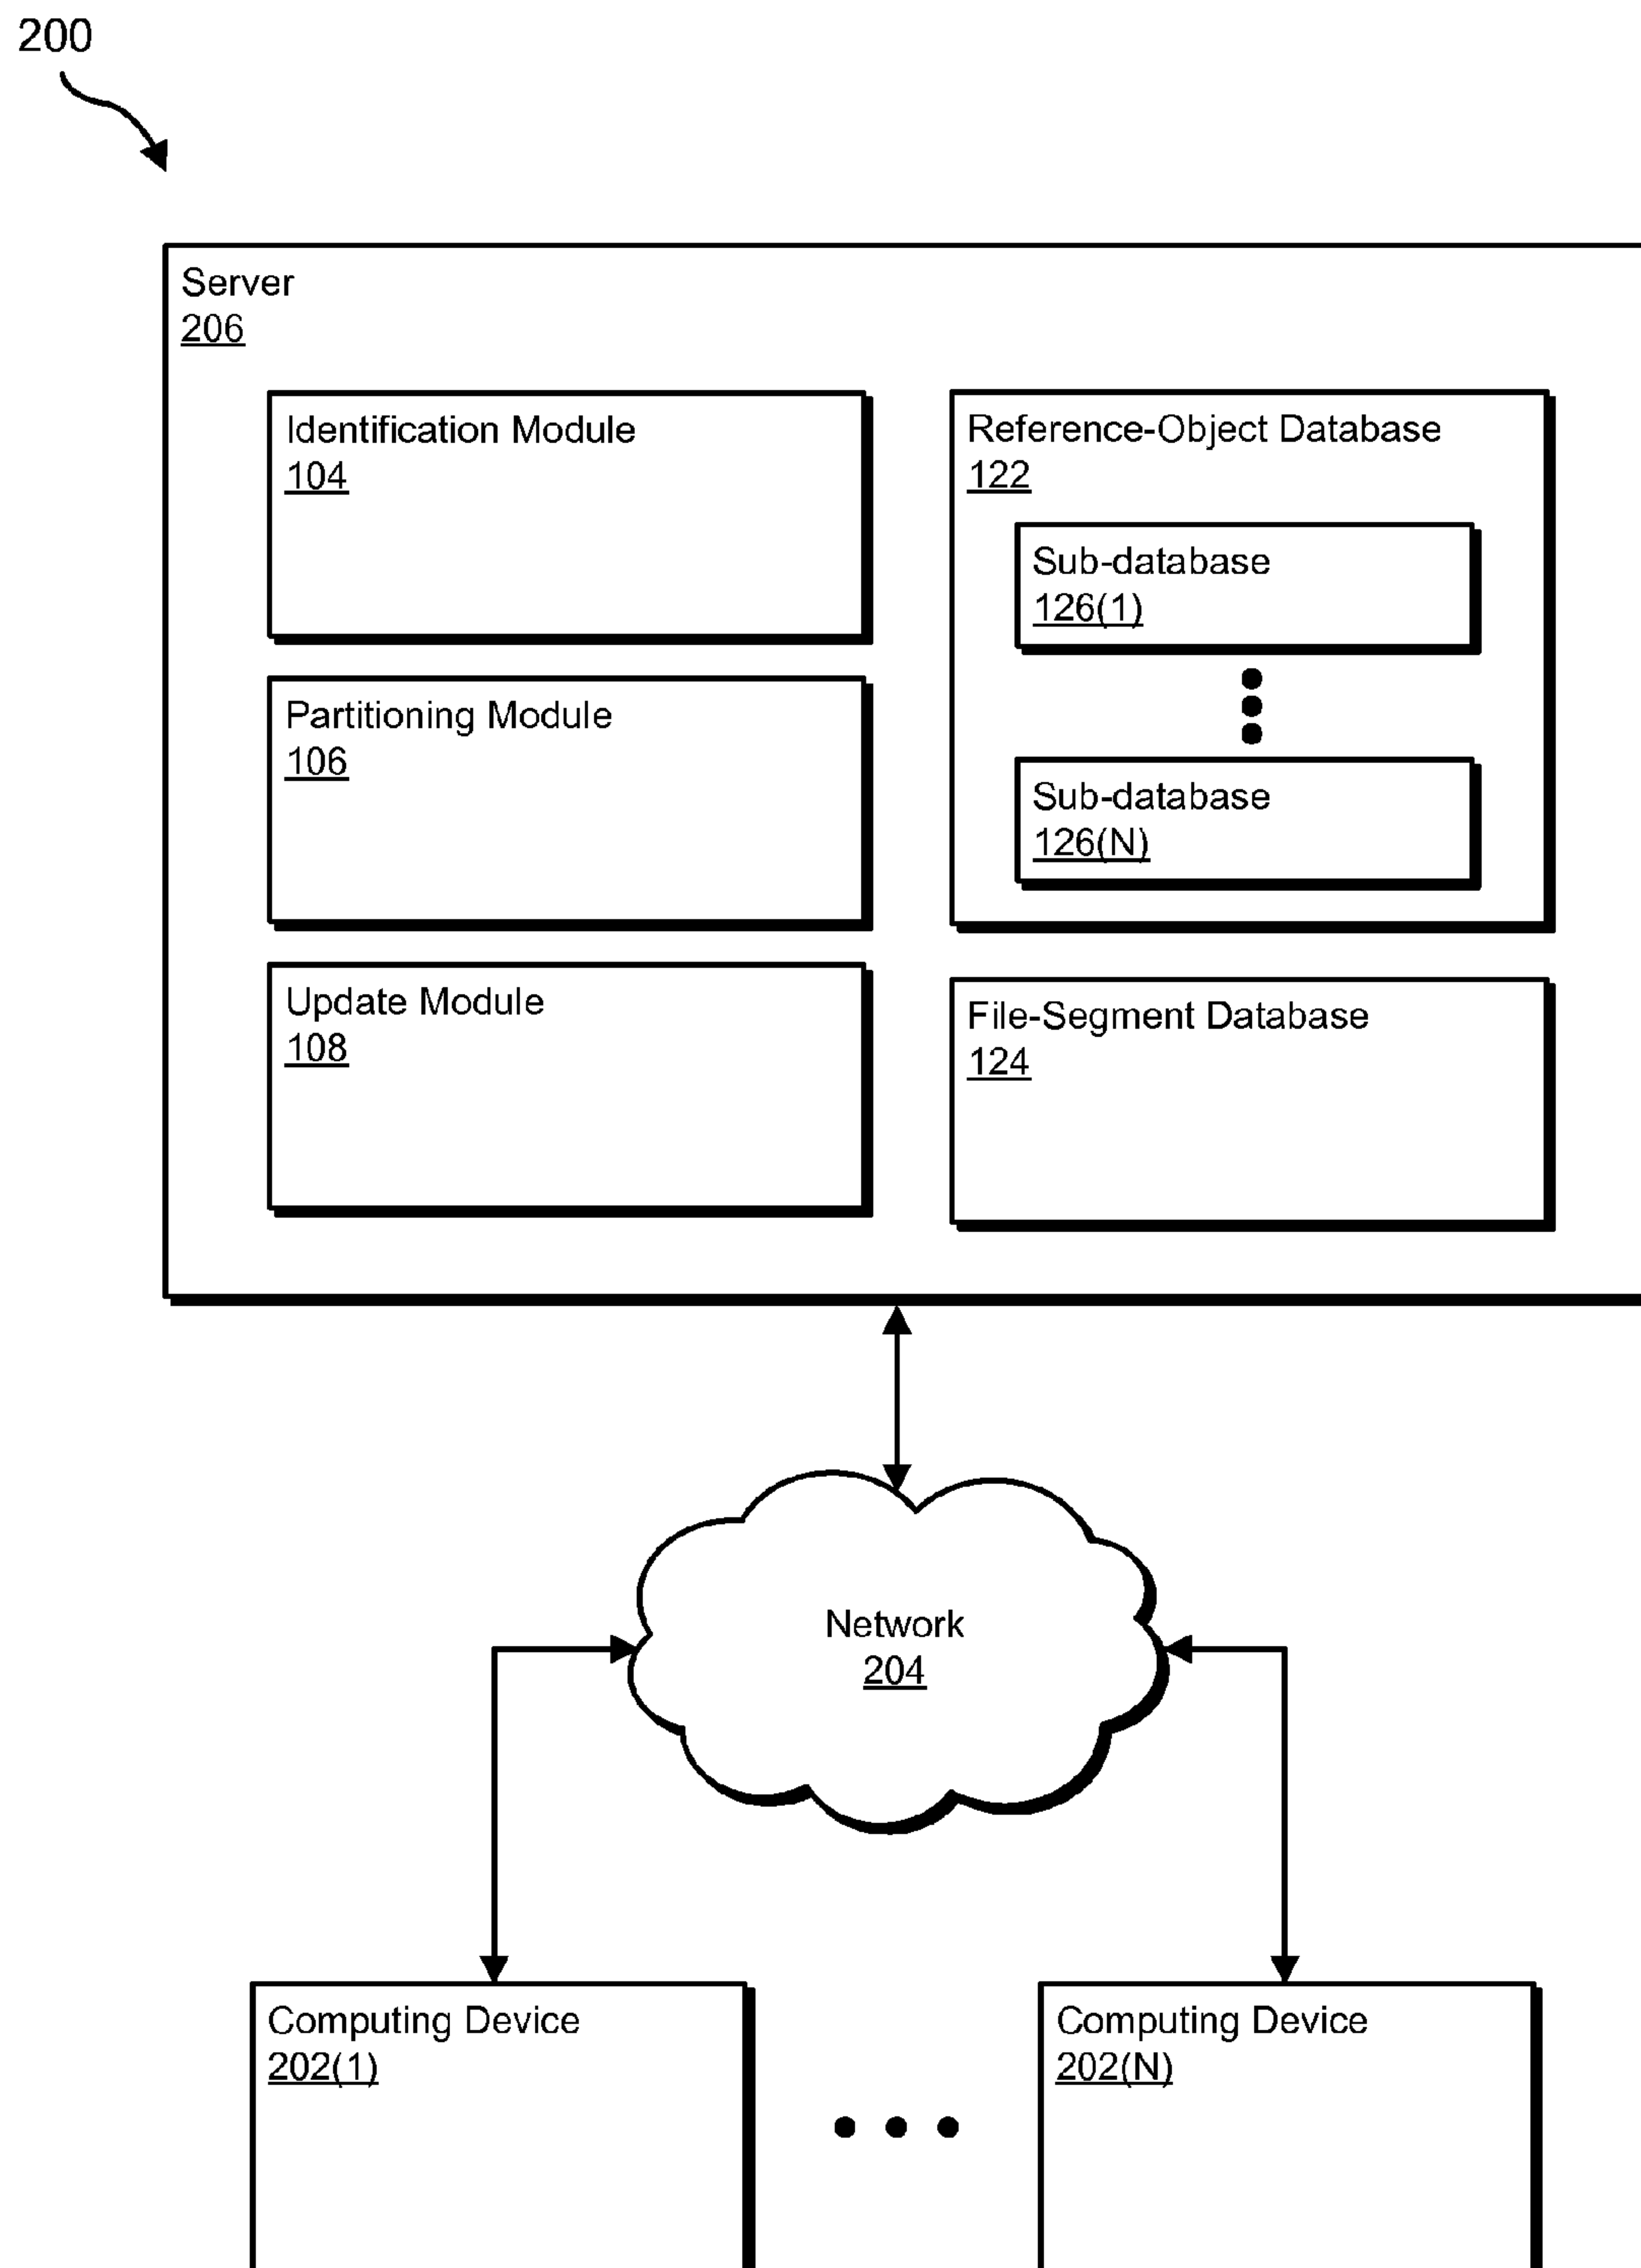 200
Server
206
Identification Module
104
Partitioning Module
106
Update Module
108
Reference-Object Database
122
Sub-database
126(1)
Sub-database
126(N)
File-Segment Database
124
Network
204
Computing Device
202(1)
Computing Device
202(N)